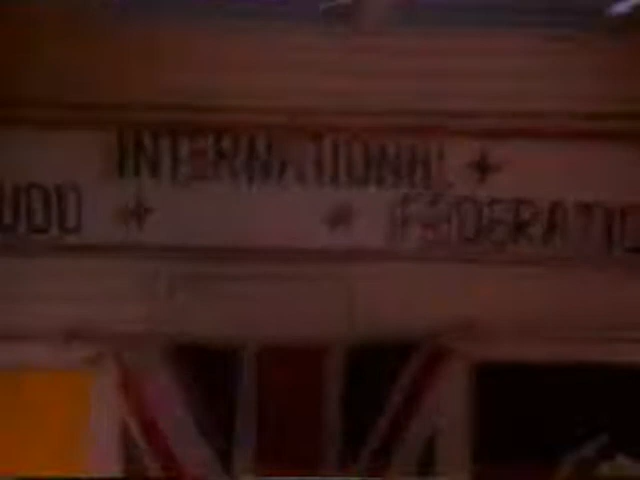 INTERNATIONAL +
UDO + + FEDERATIO